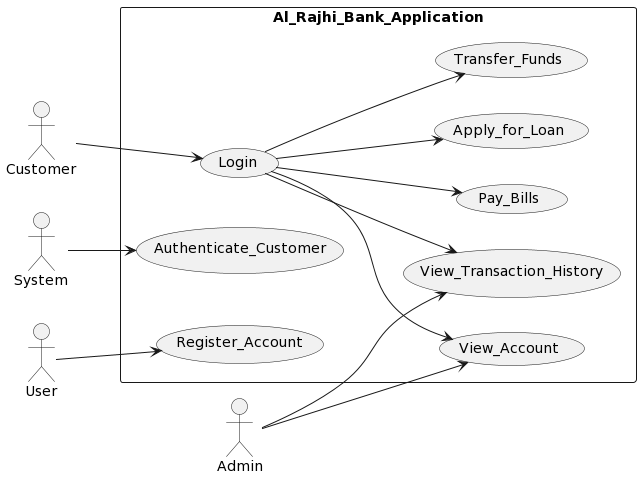 Al_Rajhi_Bank_Application
Transfer_Funds
Apply_for_Loan
Customer
Login
Pay_Bills
Authenticate_Customer
System
View_Transaction_History
Register_Account
View_Account
User
Admin